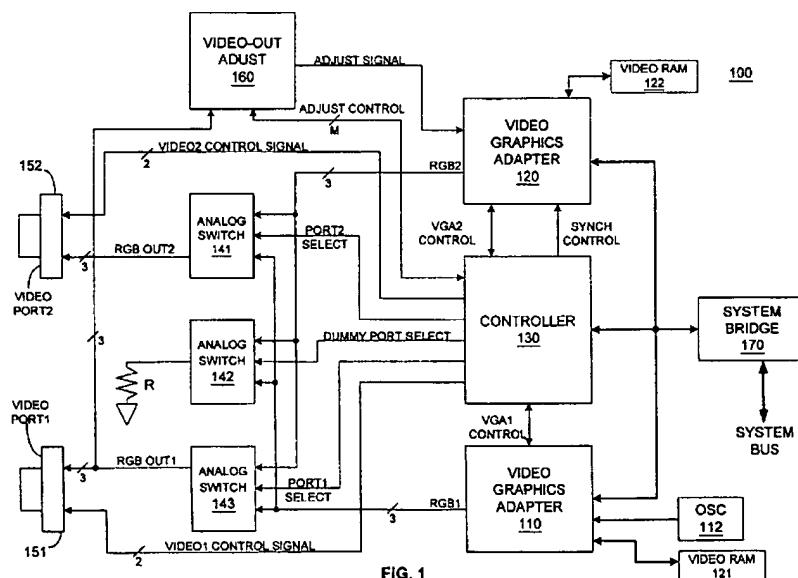 VIDEO-OUT
ADUST
160
ADJUST SIGNAL
ADJUST CONTROL
M
VIDEO RAM
122
100
VIDEO
GRAPHICS
ADAPTER
120
VIDEO2 CONTROL SIGNAL
2
RGB2
3
152
ANALOG
SWITCH
141
PORT2
SELECT
VGA2
CONTROL
SYNCH
CONTROL
RGB OUT2
3
VIDEO
PORT2
3
CONTROLLER
130
SYSTEM
BRIDGE
170
ANALOG
SWITCH
142
DUMMY PORT SELECT
R
SYSTEM
BUS
VIDEO
PORT1
VGA1
CONTROL
RGB OUT1
3
ANALOG
SWITCH
143
PORT1
SELECT
RGB1
3
VIDEO
GRAPHICS
ADAPTER
110
OSC
112
151
VIDEO1 CONTROL SIGNAL
2
VIDEO RAM
121
FIG. 1